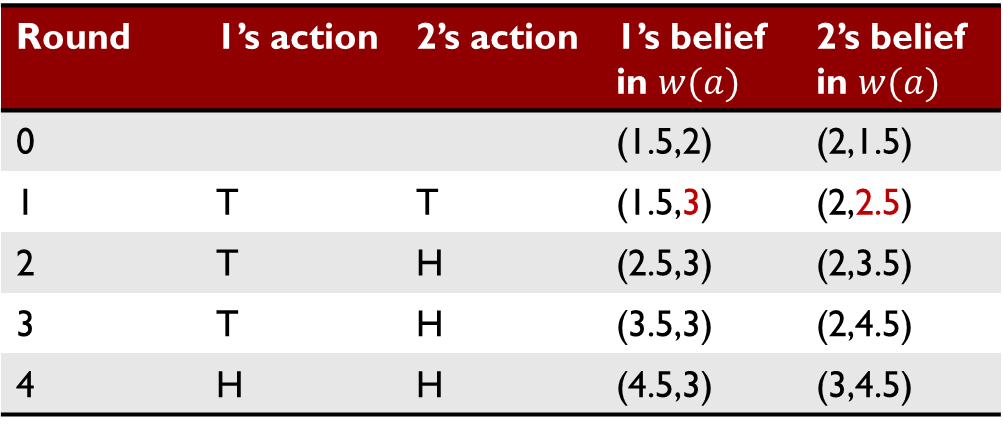 Round 1's action 2's action 1's belief in w(a) 2's belief in w(a)
0 (1.5,2) (2,1.5)
1 T T (1.5,3) (2,2.5)
2 T H (2.5,3) (2,3.5)
3 T H (3.5,3) (2,4.5)
4 H H (4.5,3) (3,4.5)